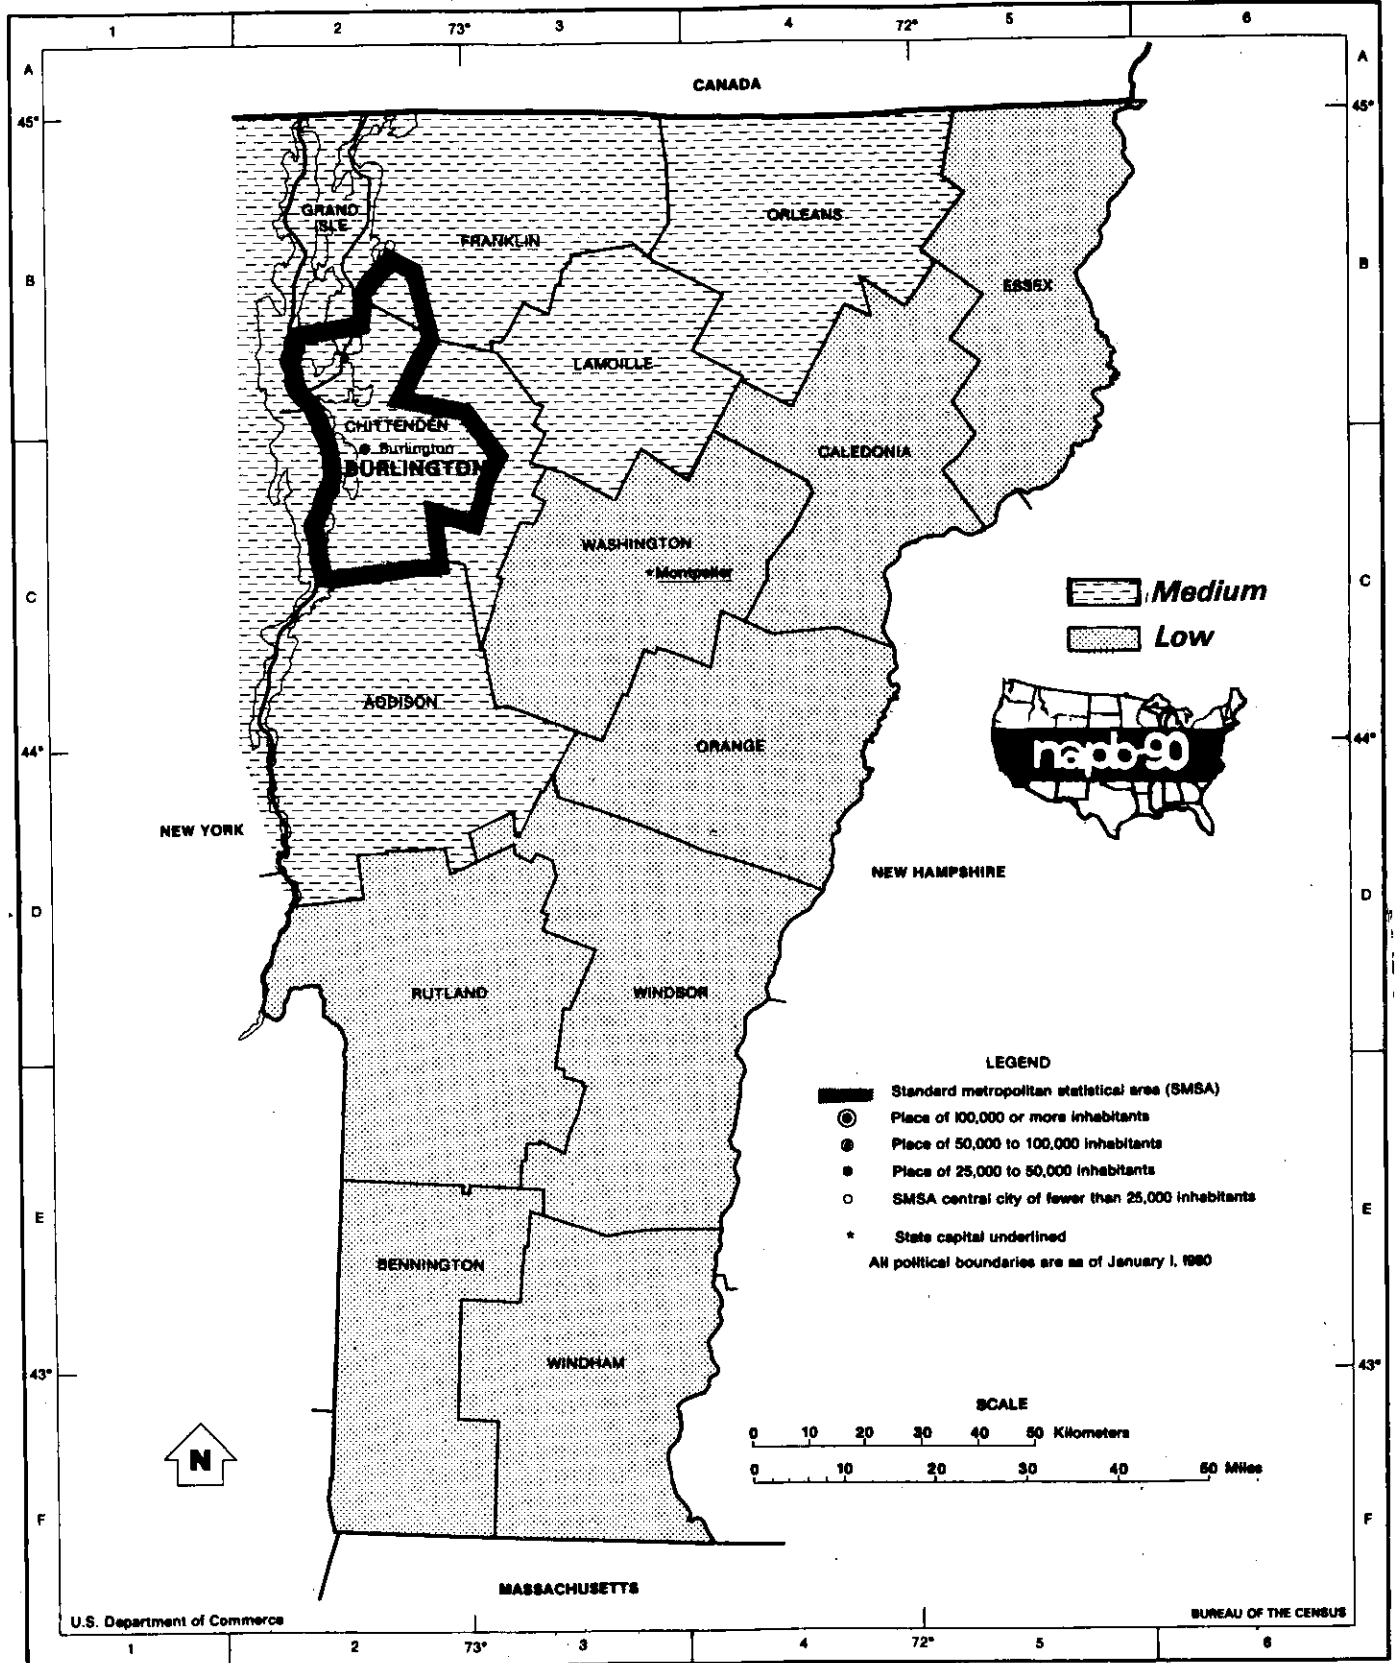 1 2 73° 3 4 72° 5 6
A A
CANADA
45° 45°
GRAND
ISLE
ORLEANS
FRANKLIN
B B
ESSEX
LAMOILLE
CHITTENDEN
Burlington
BURLINGTON
CALEDONIA
WASHINGTON
*Montpelier
C C
Medium
Low
ADDISON
ORANGE
44° 44°
napb-90
NEW YORK
NEW HAMPSHIRE
D D
RUTLAND
WINDSOR
LEGEND
Standard metropolitan statistical area (SMSA)
Place of 100,000 or more inhabitants
Place of 50,000 to 100,000 inhabitants
Place of 25,000 to 50,000 inhabitants
SMSA central city of fewer than 25,000 inhabitants
* State capital underlined
All political boundaries are as of January 1, 1980
E E
BENNINGTON
WINDHAM
43° 43°
SCALE
0 10 20 30 40 50 Kilometers
0 10 20 30 40 50 Miles
N
F F
MASSACHUSETTS
U.S. Department of Commerce
BUREAU OF THE CENSUS
1 2 73° 3 4 72° 5 6